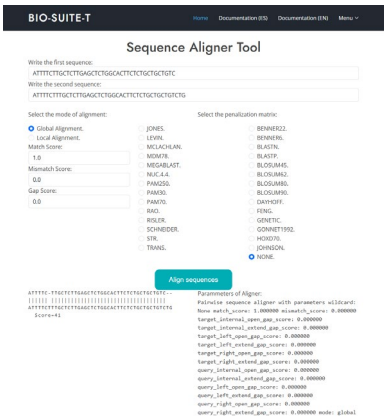 BIO-SUITE-T
Home Documentation (ES) Documentation (EN) Menu
Sequence Aligner Tool
Write the first sequence:
ATTTTCTTGCTCTTGAGCTCTGGCACTTCTCTGCTGCTGTC
Write the second sequence:
ATTTTCTTTGCTCTTGAGCTCTGGCACTTCTCTGCTGCTGTCTG
Select the mode of alignment:
Select the penalization matrix:
Global Alignment.
Local Alignment.
Match Score:
1.0
Mismatch Score:
0.0
Gap Score:
0.0
JONES.
LEVIN.
MCLACHLAN.
MDM78.
MEGABLAST.
NUC.4.4.
PAM250.
PAM30.
PAM70.
RAO.
RISLER.
SCHNEIDER.
STR.
TRANS.
BENNER22.
BENNER6.
BLASTN.
BLASTP.
BLOSUM45.
BLOSUM62.
BLOSUM80.
BLOSUM90.
DAYHOFF.
FENG.
GENETIC.
GONNET1992.
HOXD70.
JOHNSON.
NONE.
Align sequences
ATTTTC-TTGCTCTTGAGCTCTGGCACTTCTCTGCTGCTGTC--
|||||| |||||||||||||||||||||||||||||||||||
ATTTTCTTTGCTCTTGAGCTCTGGCACTTCTCTGCTGCTGTCTG
Score=41
Parammeters of Aligner:
Pairwise sequence aligner with parameters wildcard:
None match_score: 1.000000 mismatch_score: 0.000000
target_internal_open_gap_score: 0.000000
target_internal_extend_gap_score: 0.000000
target_left_open_gap_score: 0.000000
target_left_extend_gap_score: 0.000000
target_right_open_gap_score: 0.000000
target_right_extend_gap_score: 0.000000
query_internal_open_gap_score: 0.000000
query_internal_extend_gap_score: 0.000000
query_left_open_gap_score: 0.000000
query_left_extend_gap_score: 0.000000
query_right_open_gap_score: 0.000000
query_right_extend_gap_score: 0.000000 mode: global